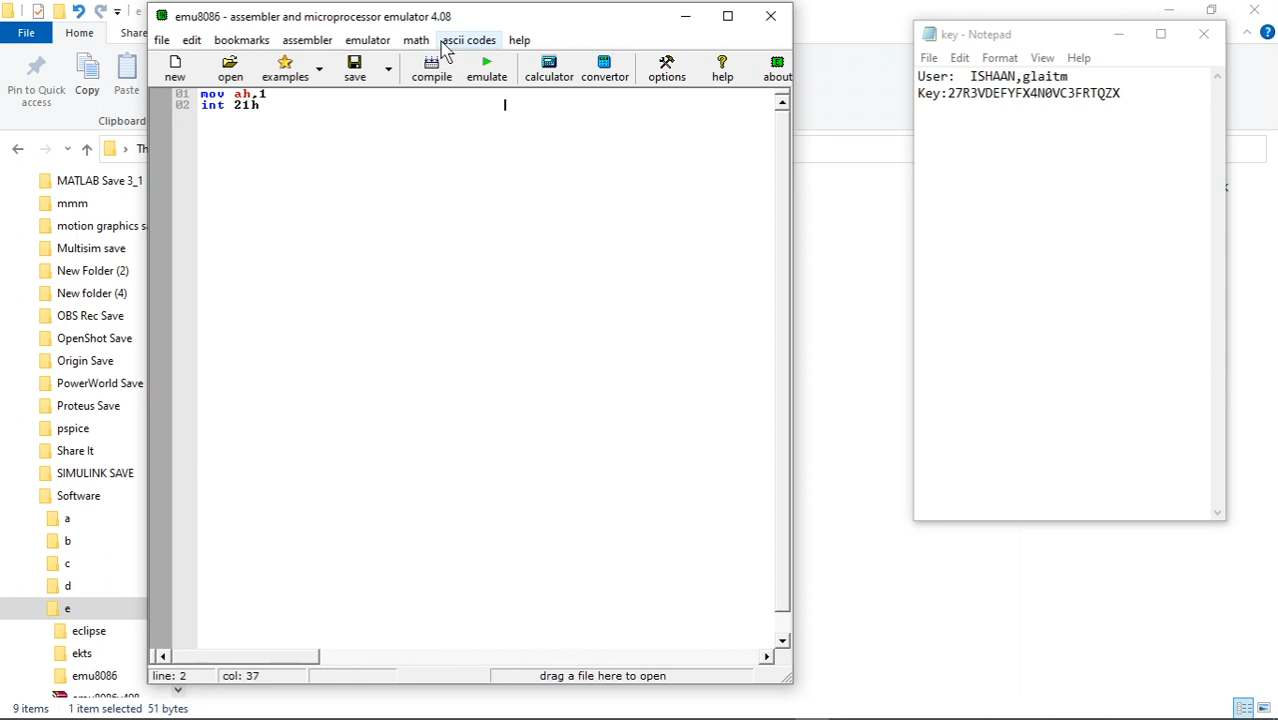 emu8086 - assembler and microprocessor emulator 4.08
file edit bookmarks assembler emulator math ascii codes help
new open examples save compile emulate calculator convertor options help about
01 mov ah,1
02 int 21h
line: 2 col: 37 drag a file here to open
key - Notepad
File Edit Format View Help
User: ISHAAN,glaitm
Key:27R3VDEFYFX4N0VC3FRTQZX
File Home Share
Pin to Quick access
Copy
Paste
Clipboard
Th
MATLAB Save 3_1
mmm
motion graphics sa
Multisim save
New Folder (2)
New folder (4)
OBS Rec Save
OpenShot Save
Origin Save
PowerWorld Save
Proteus Save
pspice
Share It
SIMULINK SAVE
Software
a
b
c
d
e
eclipse
ekts
emu8086
emu8086v408
9 items 1 item selected 51 bytes